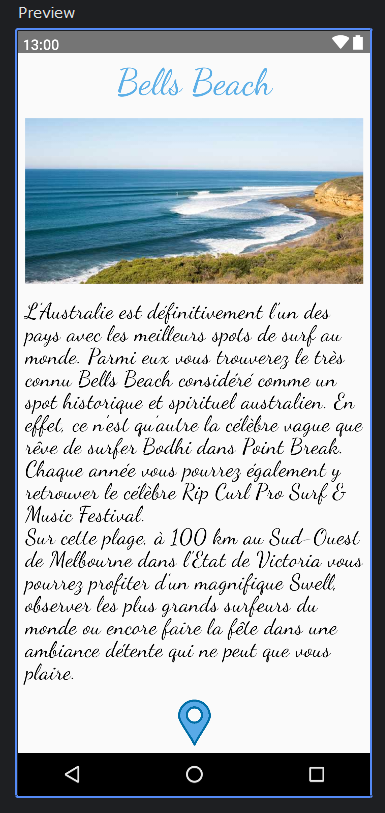 Preview
13:00
Bells Beach
L'Australie est définitivement l'un des
pays avec les meilleurs spots de surf au
monde. Parmi eux vous trouverez le très
connu Bells Beach considéré comme un
spot historique et spirituel australien. En
effet, ce n'est qu'autre la célèbre vague que
rêve de surfer Bodhi dans Point Break.
Chaque année vous pourrez également y
retrouver le célèbre Rip Curl Pro Surf &
Music Festival.
Sur cette plage, à 100 km au Sud-Ouest
de Melbourne dans l'Etat de Victoria vous
pourrez profiter d'un magnifique Swell,
observer les plus grands surfeurs du
monde ou encore faire la fête dans une
ambiance détente qui ne peut que vous
plaire.